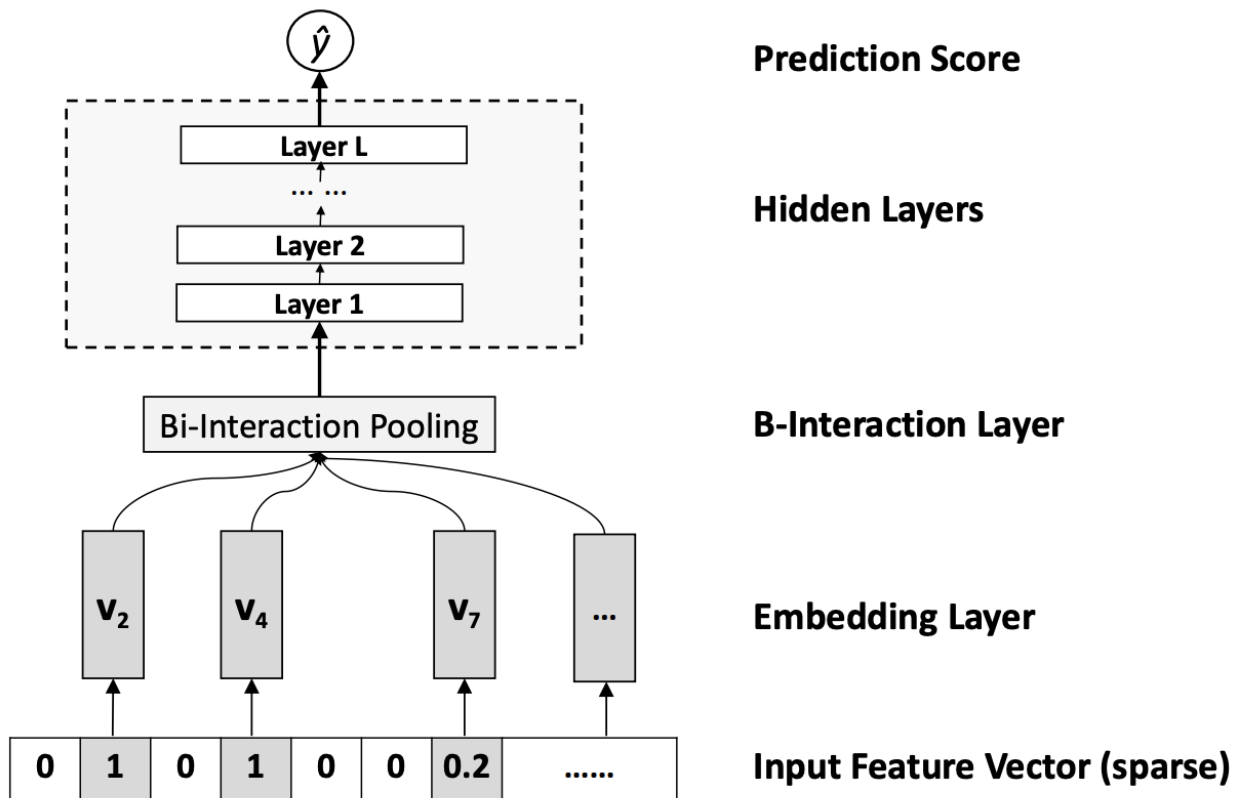 ŷ
Prediction Score
Layer L
... ...
Hidden Layers
Layer 2
Layer 1
Bi-Interaction Pooling
B-Interaction Layer
v₂ v₄ v₇ ...
Embedding Layer
0 1 0 1 0 0 0.2 ......
Input Feature Vector (sparse)